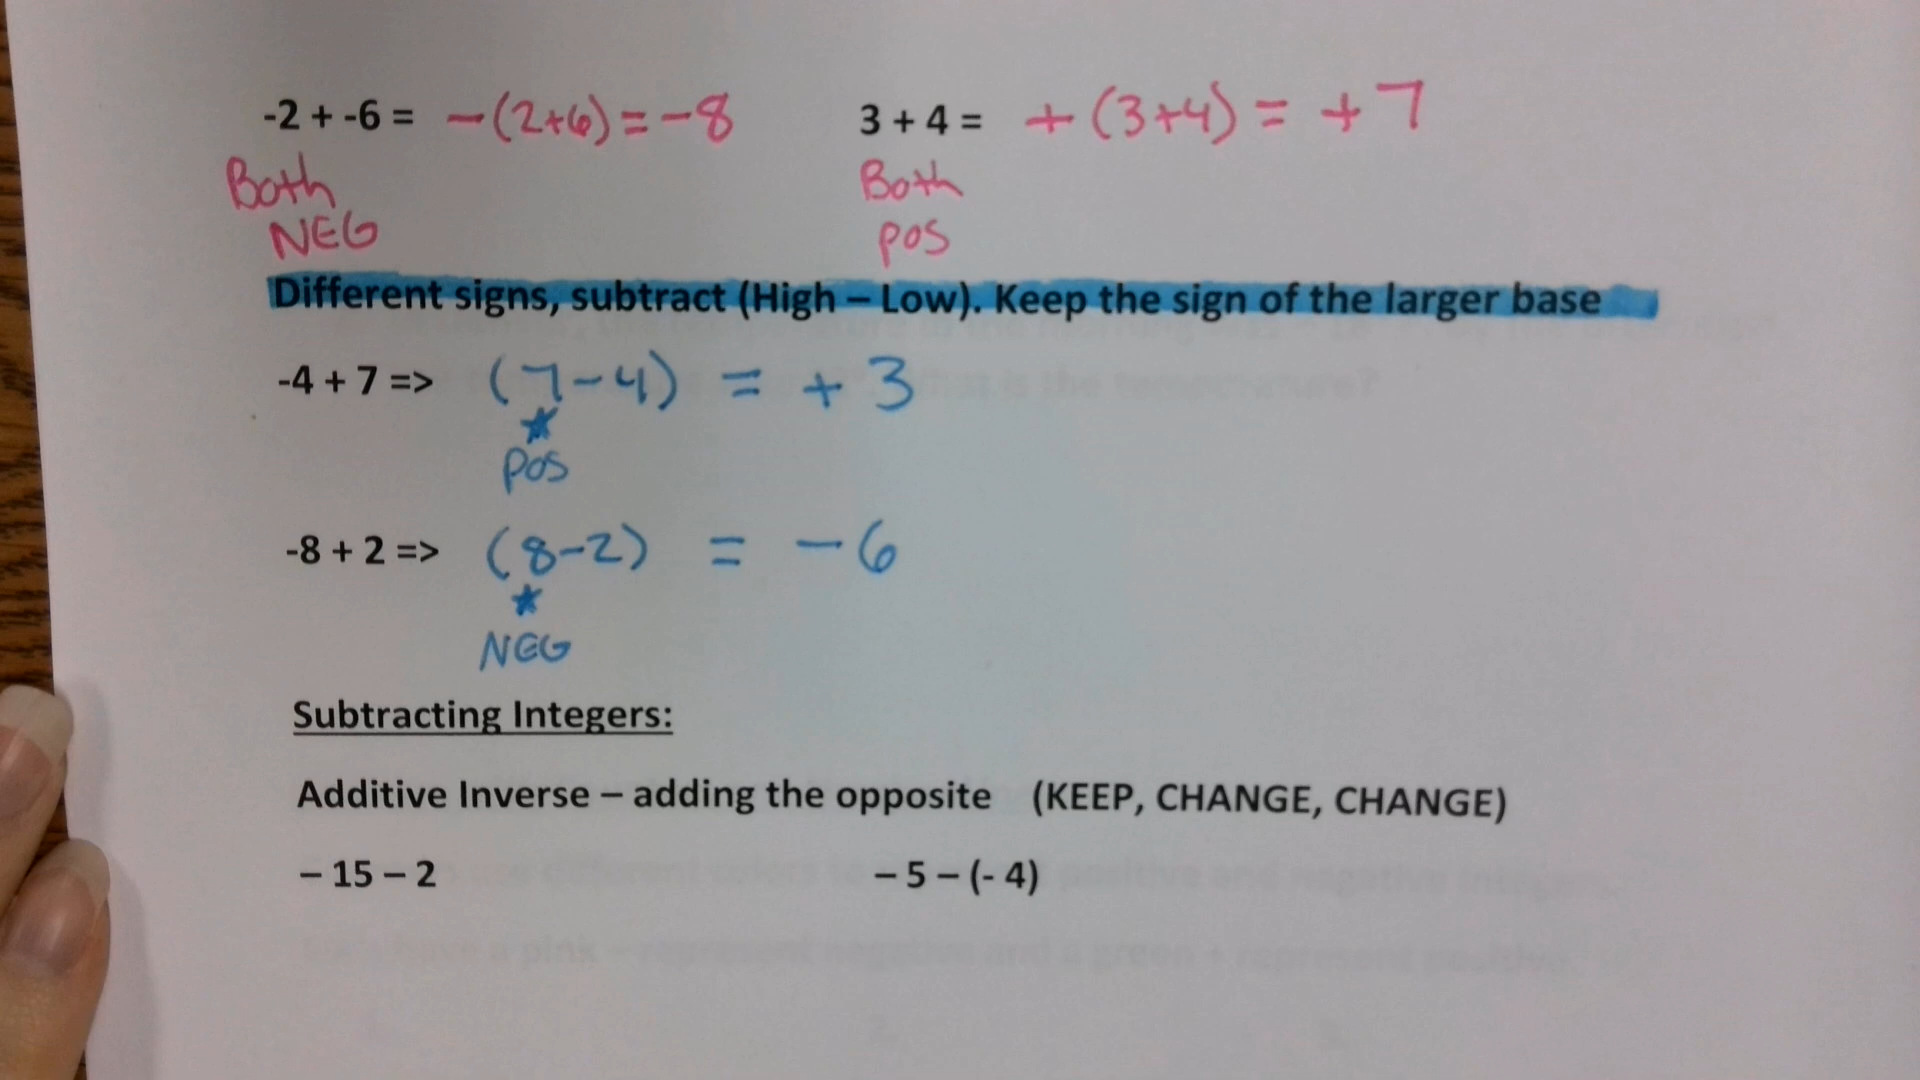 -2 + -6 = -(2+6) = -8
3 + 4 = + (3+4) = +7
Both
NEG
Both
POS
Different signs, subtract (High – Low). Keep the sign of the larger base
-4 + 7 => (7-4) = +3
POS
-8 + 2 => (8-2) = -6
NEG
Subtracting Integers:
Additive Inverse – adding the opposite (KEEP, CHANGE, CHANGE)
– 15 – 2
– 5 – (- 4)